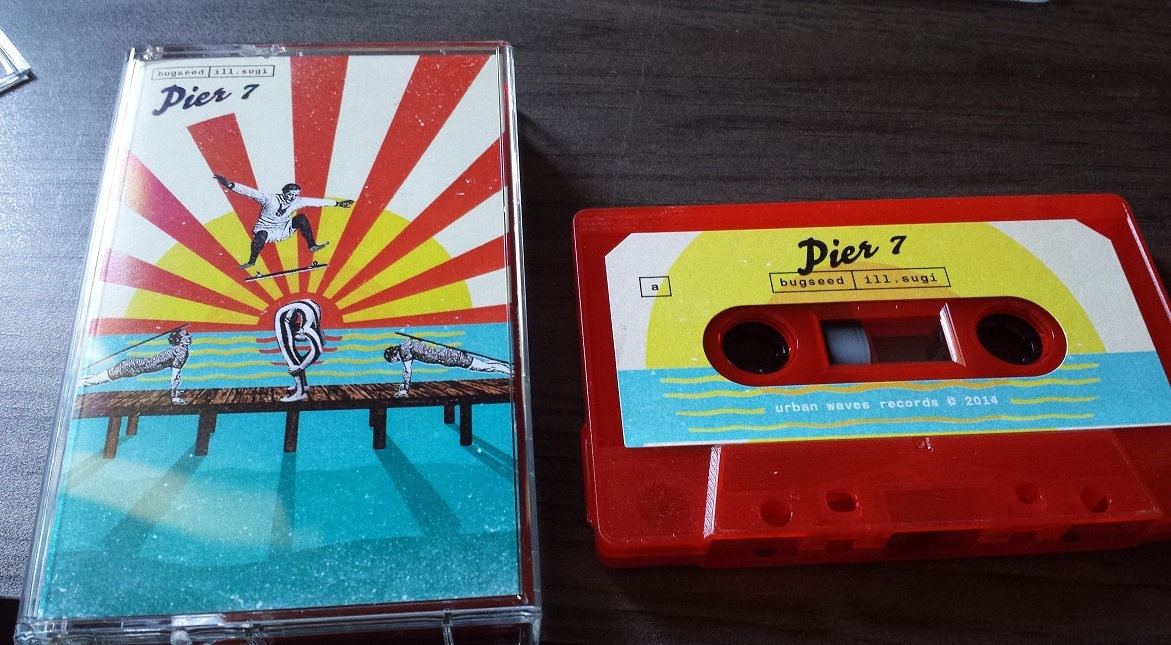 bugseed ill.sugi
Pier 7
Pier 7
a
bugseed ill.sugi
urban waves records © 2014